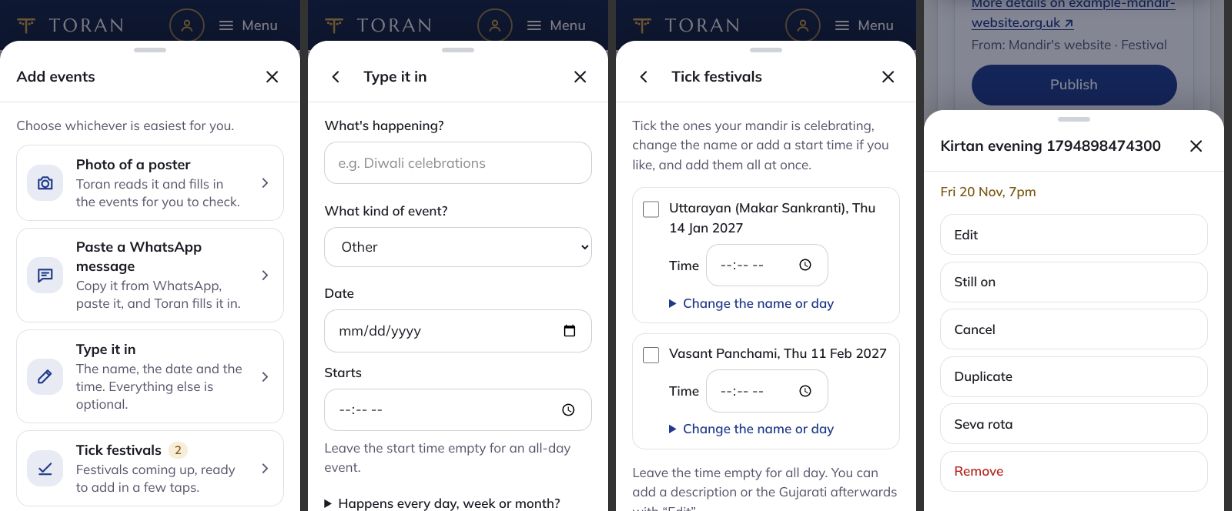 TORAN
Menu
Add events
Choose whichever is easiest for you.
Photo of a poster
Toran reads it and fills in
the events for you to check.
Paste a WhatsApp
message
Copy it from WhatsApp,
paste it, and Toran fills it in.
Type it in
The name, the date and the
time. Everything else is
optional.
Tick festivals 2
Festivals coming up, ready
to add in a few taps.
TORAN
Menu
Type it in
What's happening?
e.g. Diwali celebrations
What kind of event?
Other
Date
mm/dd/yyyy
Starts
--:-- --
Leave the start time empty for an all-day
event.
Happens every day, week or month?
TORAN
Menu
Tick festivals
Tick the ones your mandir is celebrating,
change the name or add a start time if you
like, and add them all at once.
Uttarayan (Makar Sankranti), Thu
14 Jan 2027
Time --:-- --
Change the name or day
Vasant Panchami, Thu 11 Feb 2027
Time --:-- --
Change the name or day
Leave the time empty for all day. You can
add a description or the Gujarati afterwards
with “Edit”
More details on example-mandir-
website.org.uk ↗
From: Mandir's website · Festival
Publish
Kirtan evening 1794898474300
Fri 20 Nov, 7pm
Edit
Still on
Cancel
Duplicate
Seva rota
Remove